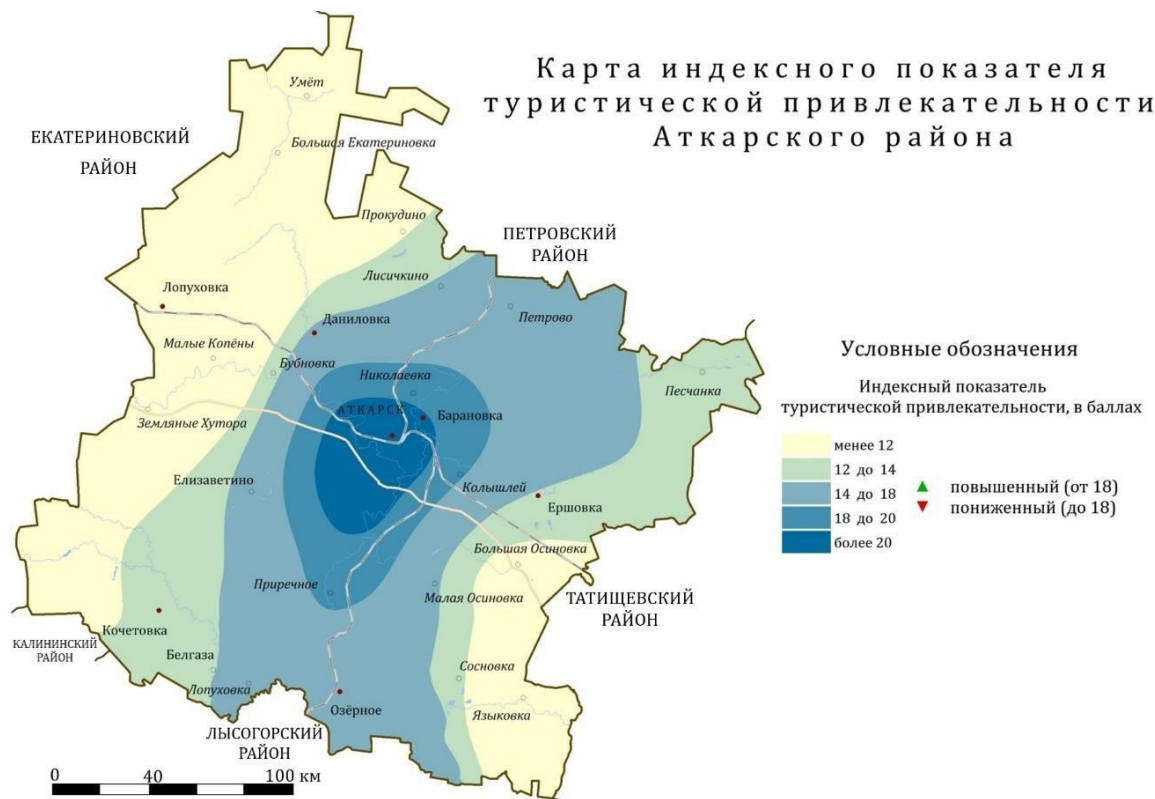 Карта индексного показателя
туристической привлекательности
Аткарского района
Умёт
ЕКАТЕРИНОВСКИЙ
РАЙОН
Большая Екатериновка
Прокудино
ПЕТРОВСКИЙ
РАЙОН
Лисичкино
Лопуховка
Петрово
Даниловка
Малые Копёны
Бубновка
Николаевка
Песчанка
АТКАРСК
Барановка
Земляные Хутора
Елизаветино
Колышлей
Ершовка
Большая Осиновка
Приречное
Малая Осиновка
ТАТИЩЕВСКИЙ
РАЙОН
Кочетовка
КАЛИНИНСКИЙ
РАЙОН
Белгаза
Сосновка
Лопуховка
Озёрное
Языковка
ЛЫСОГОРСКИЙ
РАЙОН
0 40 100 км
Условные обозначения
Индексный показатель
туристической привлекательности, в баллах
менее 12
12 до 14
14 до 18
18 до 20
более 20
повышенный (от 18)
пониженный (до 18)